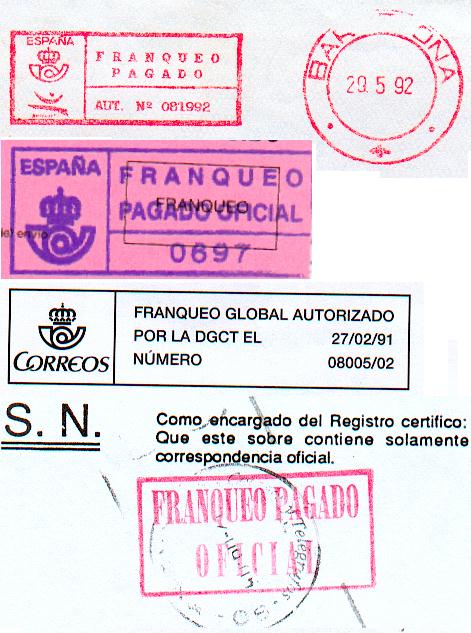 ESPAÑA
FRANQUEO
PAGADO
AUT. Nº 081992
29.5 92
ESPAÑA
FRANQUEO
PAGADO OFICIAL
FRANQUEO
envío
0697
CORREOS
FRANQUEO GLOBAL AUTORIZADO
POR LA DGCT EL 27/02/91
NÚMERO 08005/02
S. N.
Como encargado del Registro certifico:
Que este sobre contiene solamente
correspondencia oficial.
FRANQUEO PAGADO
OFICIAL
Telegramas